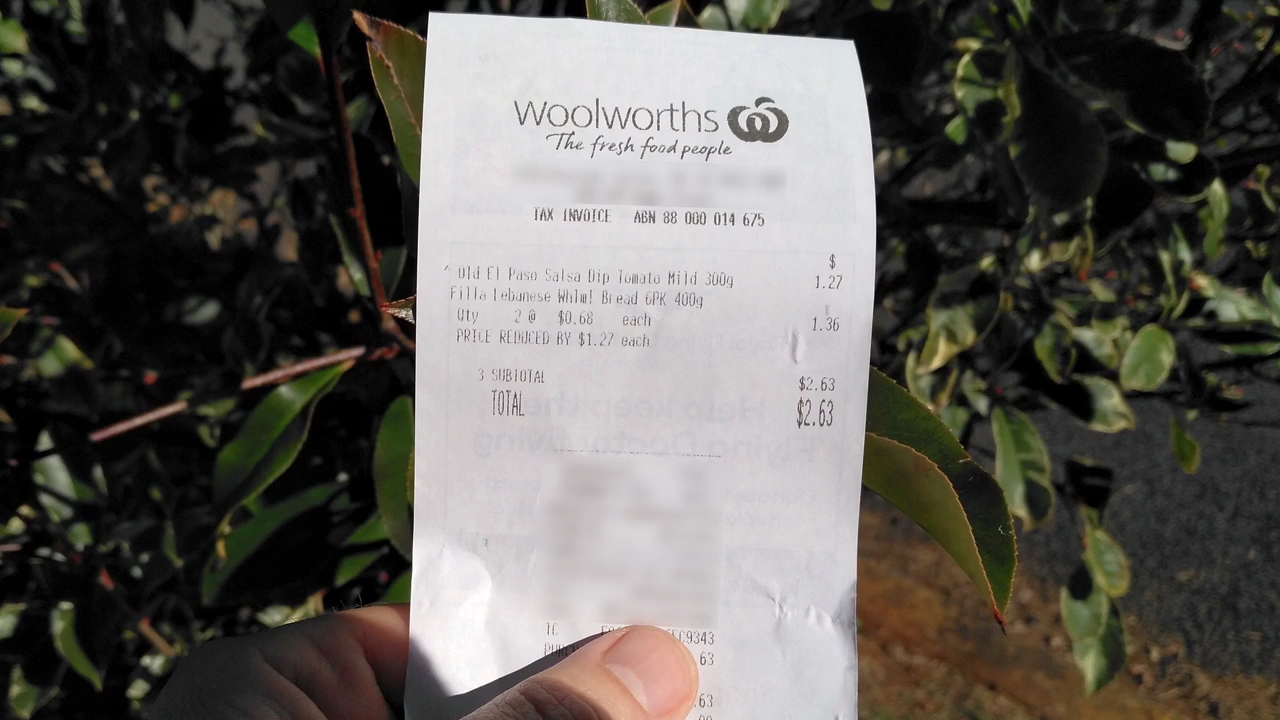 Woolworths
The fresh food people
TAX INVOICE ABN 88 000 014 675
$
^ Old El Paso Salsa Dip Tomato Mild 300g 1.27
Filla Lebanese Whlml Bread 6PK 400g
Qty 2 @ $0.68 each 1.36
PRICE REDUCED BY $1.27 each
3 SUBTOTAL $2.63
TOTAL $2.63